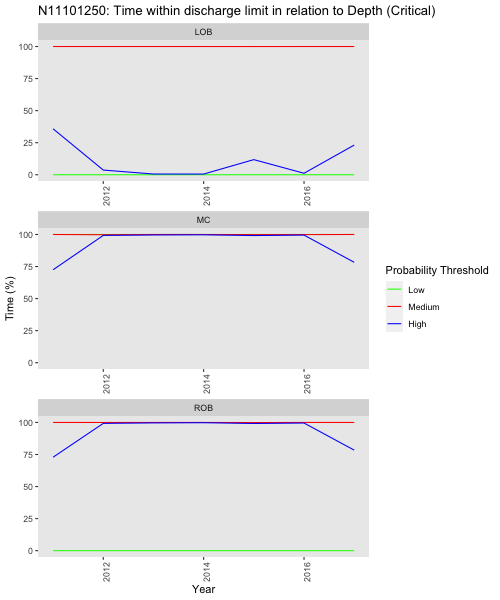 N11101250: Time within discharge limit in relation to Depth (Critical)
LOB
100
75
50
25
0
2012
2014
2016
MC
100
75
50
25
0
2012
2014
2016
ROB
100
75
50
25
0
2012
2014
2016
Time (%)
Year
Probability Threshold
Low
Medium
High